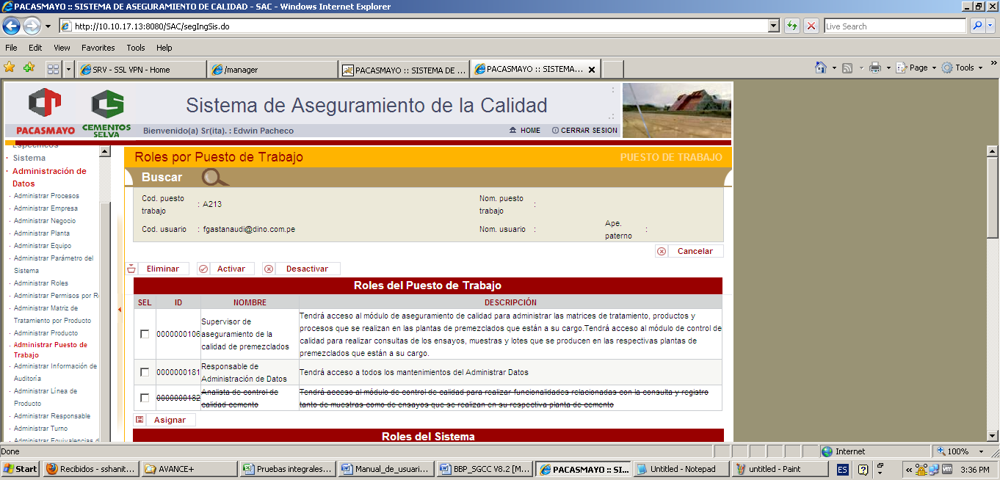 PACASMAYO :: SISTEMA DE ASEGURAMIENTO DE CALIDAD - SAC - Windows Internet Explorer
http://10.10.17.13:8080/SAC/segIngSis.do
Live Search
File Edit View Favorites Tools Help
SRV - SSL VPN - Home
/manager
PACASMAYO :: SISTEMA DE ...
PACASMAYO :: SISTEMA...
Page Tools »
PACASMAYO
CEMENTOS SELVA
Sistema de Aseguramiento de la Calidad
Bienvenido(a) Sr(ita). : Edwin Pacheco
HOME CERRAR SESION
Específicos
· Sistema
· Administración de
Datos
· Administrar Procesos
· Administrar Empresa
· Administrar Negocio
· Administrar Planta
· Administrar Equipo
· Administrar Parámetro del
Sistema
· Administrar Roles
· Administrar Permisos por R
· Administrar Matriz de
Tratamiento por Producto
· Administrar Producto
· Administrar Puesto de
Trabajo
· Administrar Información de
Auditoría
· Administrar Línea de
Producto
· Administrar Responsable
· Administrar Turno
· Administrar Equivalencias d
Roles por Puesto de Trabajo
PUESTO DE TRABAJO
Buscar
Cod. puesto
trabajo : A213
Nom. puesto
trabajo :
Cod. usuario : fgastanaudi@dino.com.pe
Nom. usuario :
Ape.
paterno :
Cancelar
Eliminar Activar Desactivar
Roles del Puesto de Trabajo
SEL ID NOMBRE DESCRIPCIÓN
0000000106
Supervisor de
aseguramiento de la
calidad de premezclados
Tendrá acceso al módulo de aseguramiento de calidad para administrar las matrices de tratamiento, productos y
procesos que se realizan en las plantas de premezclados que están a su cargo.Tendrá acceso al módulo de control de
calidad para realizar consultas de los ensayos, muestras y lotes que se producen en las respectivas plantas de
premezclados que están a su cargo.
0000000181
Responsable de
Administración de Datos
Tendrá acceso a todos los mantenimientos del Administrar Datos
0000000182
Analista de control de
calidad cemento
Tendrá acceso al módulo de control de calidad para realizar funcionalidades relacionadas con la consulta y registro
tanto de muestras como de ensayos que se realizan en su respectiva planta de cemento
Asignar
Roles del Sistema
Done
Internet
100%
Start
Recibidos - sshanit...
AVANCE+
Pruebas integrales...
Manual_de_usuari...
BBP_SGCC V8.2 [M...
PACASMAYO :: SI...
Untitled - Notepad
untitled - Paint
ES
«
3:36 PM